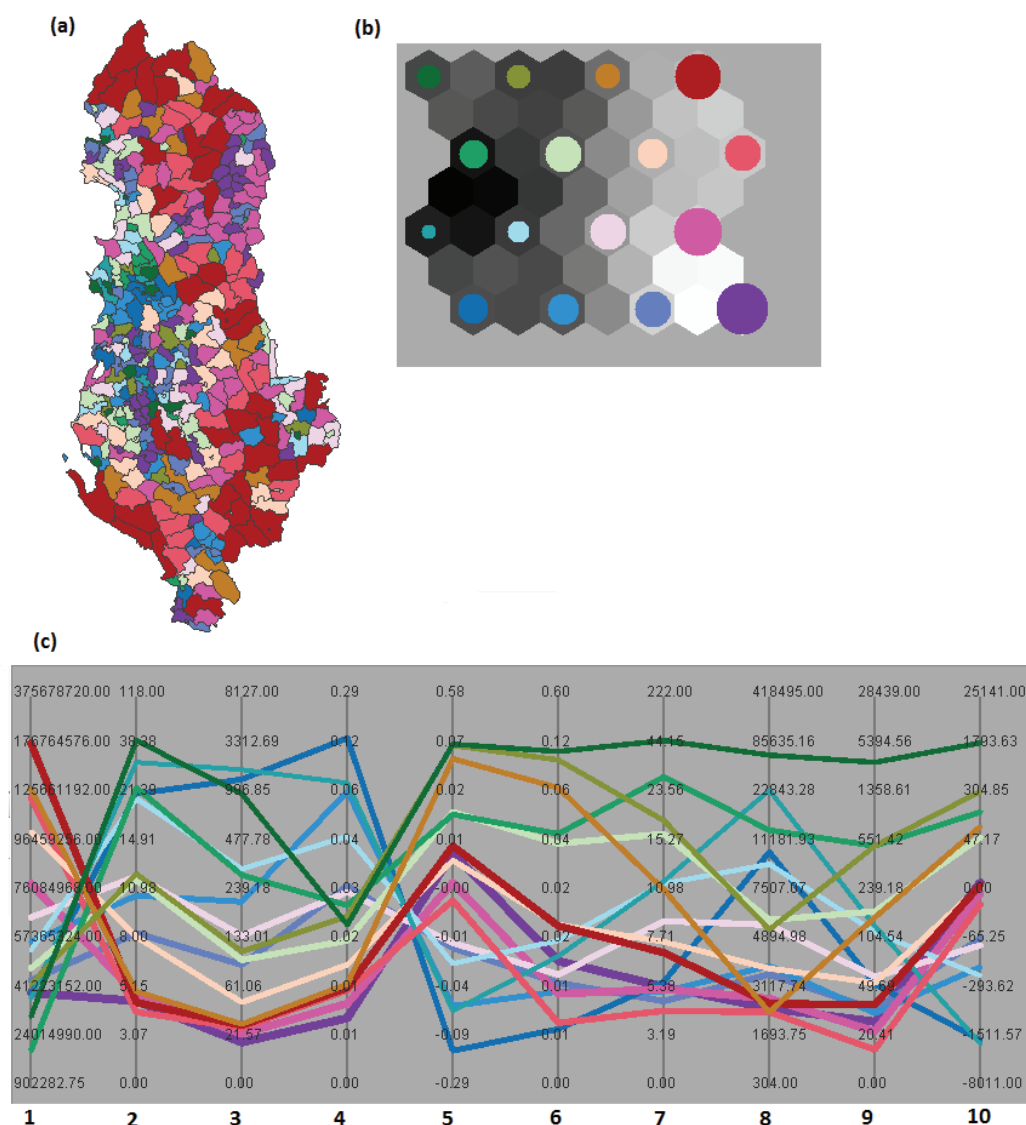 (a)
(b)
(c)
375678720.00 118.00 8127.00 0.29 0.58 0.60 222.00 418495.00 28439.00 25141.00
176764576.00 38.38 3312.69 0.12 0.07 0.12 44.15 85635.16 5394.56 1793.63
125661192.00 21.39 996.85 0.06 0.02 0.06 23.56 22843.28 1358.61 304.85
96459296.00 14.91 477.78 0.04 0.01 0.04 15.27 11181.93 551.42 47.17
76084968.00 10.98 239.18 0.03 -0.00 0.02 10.98 7507.07 239.18 0.00
57365224.00 8.00 133.01 0.02 -0.01 0.02 7.71 4894.98 104.54 -65.25
41223152.00 5.15 61.06 0.01 -0.04 0.01 5.38 3117.74 49.69 -293.62
24014990.00 3.07 21.57 0.01 -0.09 0.01 3.19 1693.75 20.41 -1511.57
902282.75 0.00 0.00 0.00 -0.29 0.00 0.00 304.00 0.00 -8011.00
1 2 3 4 5 6 7 8 9 10